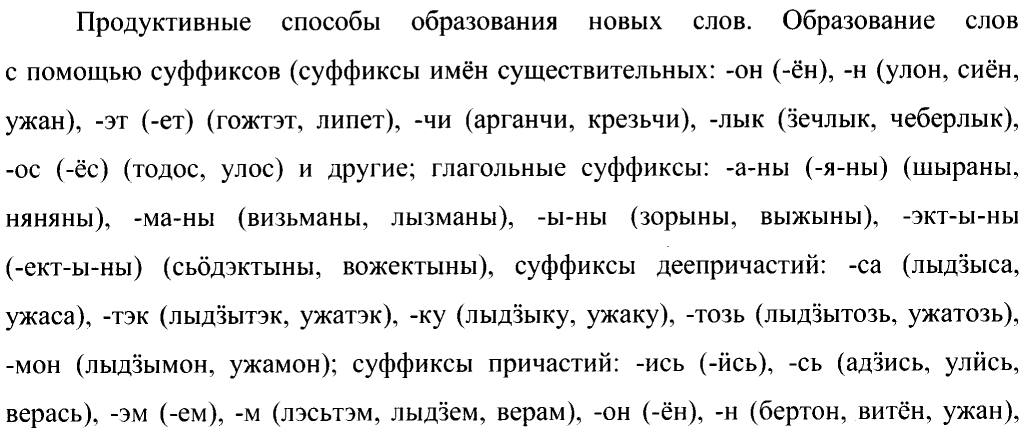 Продуктивные способы образования новых слов. Образование слов
с помощью суффиксов (суффиксы имён существительных: -он (-ён), -н (улон, сиён,
ужан), -эт (-ет) (гожтэт, липет), -чи (арганчи, крезьчи), -лык (ӟечлык, чеберлык),
-ос (-ёс) (тодос, улос) и другие; глагольные суффиксы: -а-ны (-я-ны) (шыраны,
няняны), -ма-ны (визьманы, лызманы), -ы-ны (зорыны, выжыны), -экт-ы-ны
(-ект-ы-ны) (сьӧдэктыны, вожектыны), суффиксы деепричастий: -са (лыдӟыса,
ужаса), -тэк (лыдӟытэк, ужатэк), -ку (лыдӟыку, ужаку), -тозь (лыдӟытозь, ужатозь),
-мон (лыдӟымон, ужамон); суффиксы причастий: -ись (-йсь), -сь (адӟись, улӥсь,
верась), -эм (-ем), -м (лэсьтэм, лыдӟем, верам), -он (-ён), -н (бертон, витён, ужан),